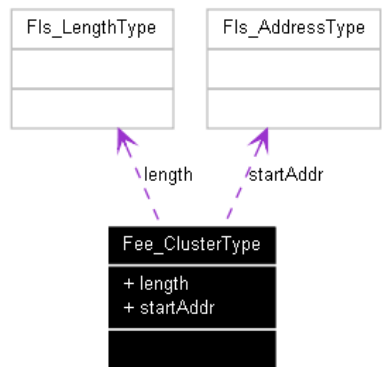 Fls_LengthType
Fls_AddressType
length
startAddr
Fee_ClusterType
+ length
+ startAddr